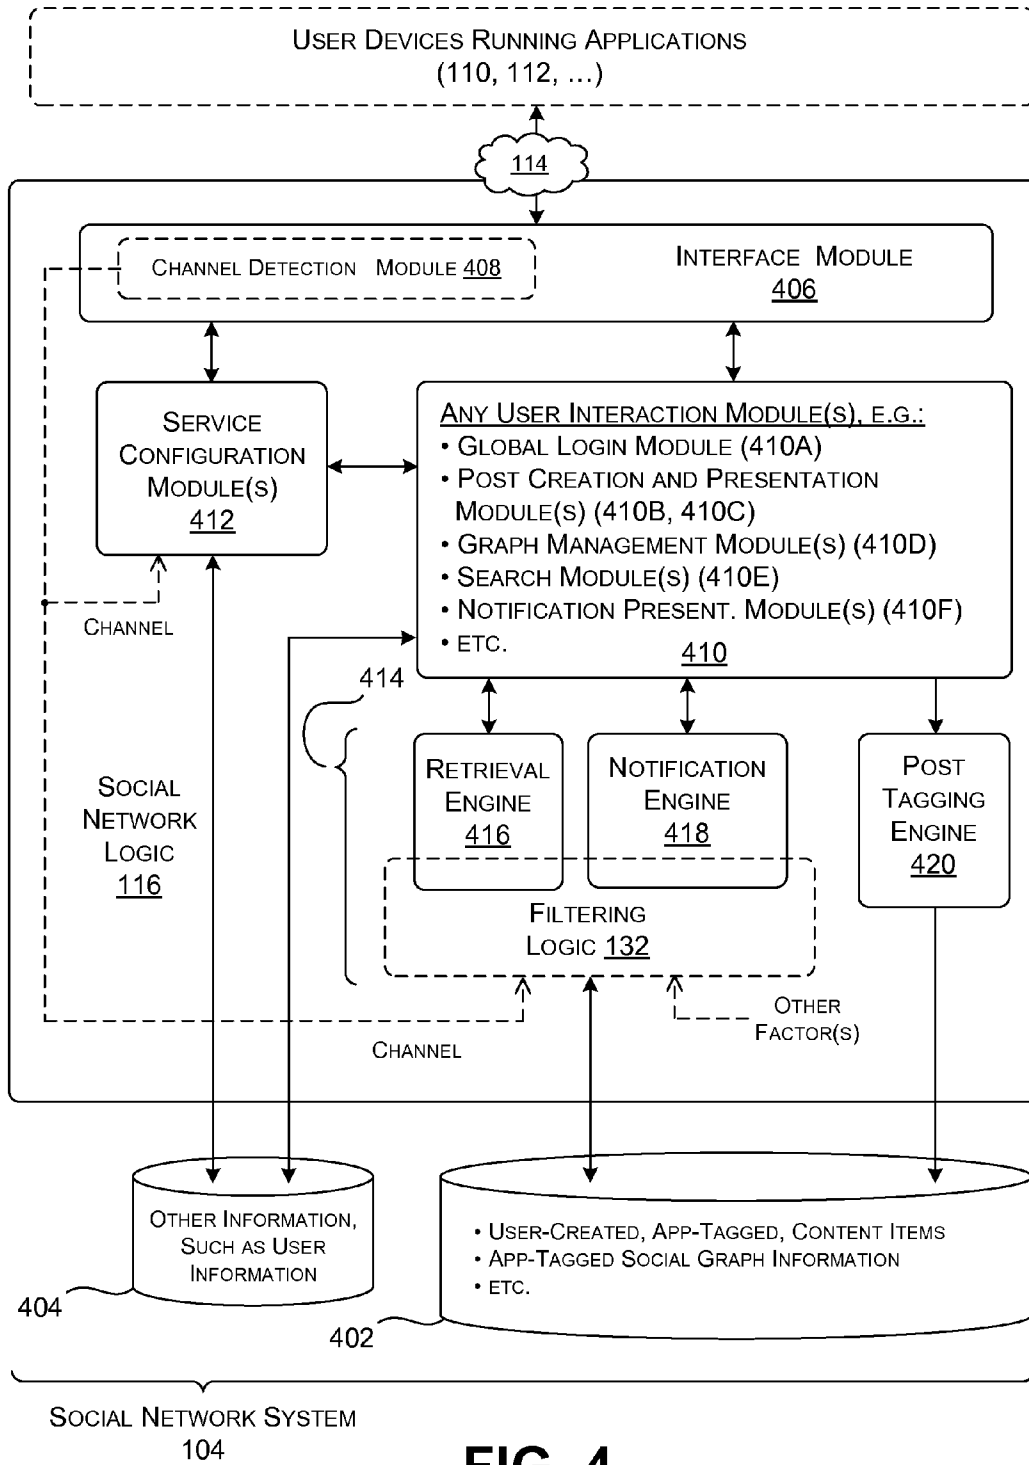 USER DEVICES RUNNING APPLICATIONS
(110, 112, …)
114
CHANNEL DETECTION MODULE 408
INTERFACE MODULE
406
SERVICE
CONFIGURATION
MODULE(S)
412
ANY USER INTERACTION MODULE(S), E.G.:
• GLOBAL LOGIN MODULE (410A)
• POST CREATION AND PRESENTATION
MODULE(S) (410B, 410C)
• GRAPH MANAGEMENT MODULE(S) (410D)
• SEARCH MODULE(S) (410E)
• NOTIFICATION PRESENT. MODULE(S) (410F)
• ETC.
410
CHANNEL
414
RETRIEVAL
ENGINE
416
NOTIFICATION
ENGINE
418
POST
TAGGING
ENGINE
420
SOCIAL
NETWORK
LOGIC
116
FILTERING
LOGIC 132
CHANNEL
OTHER
FACTOR(S)
OTHER INFORMATION,
SUCH AS USER
INFORMATION
404
• USER-CREATED, APP-TAGGED, CONTENT ITEMS
• APP-TAGGED SOCIAL GRAPH INFORMATION
• ETC.
402
SOCIAL NETWORK SYSTEM
104
FIG. 4